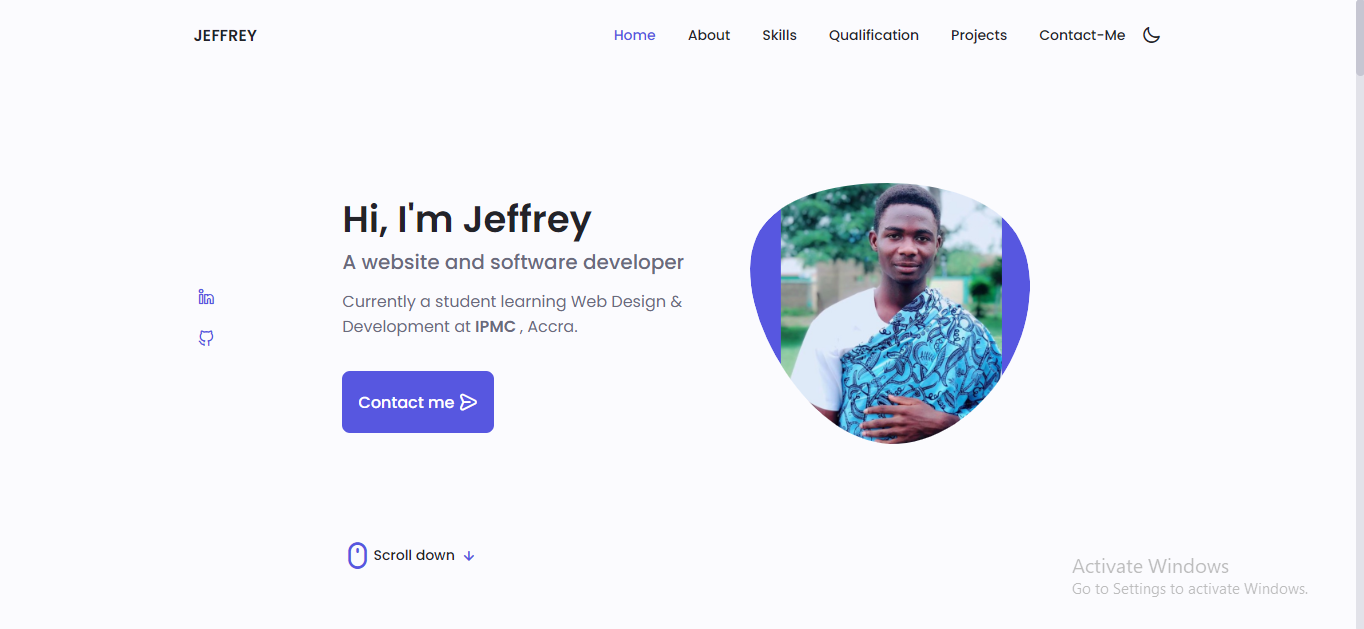 JEFFREY
Home About Skills Qualification Projects Contact-Me
Hi, I'm Jeffrey
A website and software developer
Currently a student learning Web Design &
Development at IPMC , Accra.
Contact me
Scroll down
Activate Windows
Go to Settings to activate Windows.